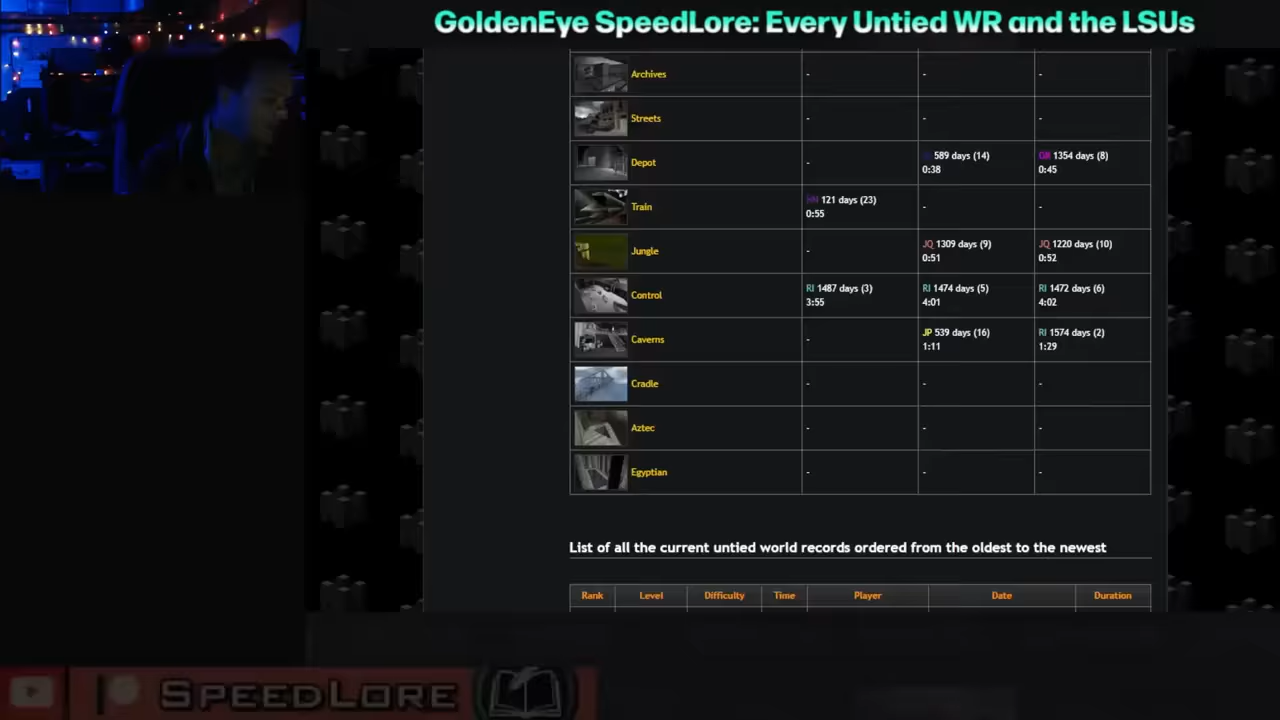 GoldenEye SpeedLore: Every Untied WR and the LSUs
Archives - - -
Streets - - -
Depot - 589 days (14) GM 1354 days (8)
0:38 0:45
Train 121 days (23) - -
0:55
Jungle - JQ 1309 days (9) JQ 1220 days (10)
0:51 0:52
Control RI 1487 days (3) RI 1474 days (5) RI 1472 days (6)
3:55 4:01 4:02
Caverns - JP 539 days (16) RI 1574 days (2)
1:11 1:29
Cradle - - -
Aztec - - -
Egyptian - - -
List of all the current untied world records ordered from the oldest to the newest
Rank Level Difficulty Time Player Date Duration
SPEEDLORE